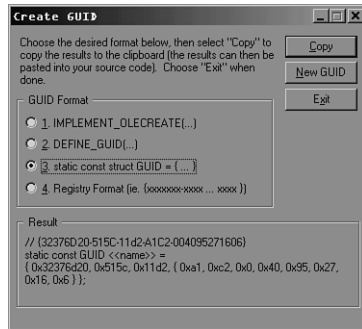 Create GUID
Choose the desired format below, then select "Copy" to
copy the results to the clipboard (the results can then be
pasted into your source code). Choose "Exit" when
done.
Copy
New GUID
Exit
GUID Format
1. IMPLEMENT_OLECREATE(...)
2. DEFINE_GUID(...)
3. static const struct GUID = { ... }
4. Registry Format (ie. {xxxxxxx-xxxx ... xxxx })
Result
// {32376D20-515C-11d2-A1C2-004095271606}
static const GUID <<name>> =
{ 0x32376d20, 0x515c, 0x11d2, { 0xa1, 0xc2, 0x0, 0x40, 0x95, 0x27,
0x16, 0x6 } };